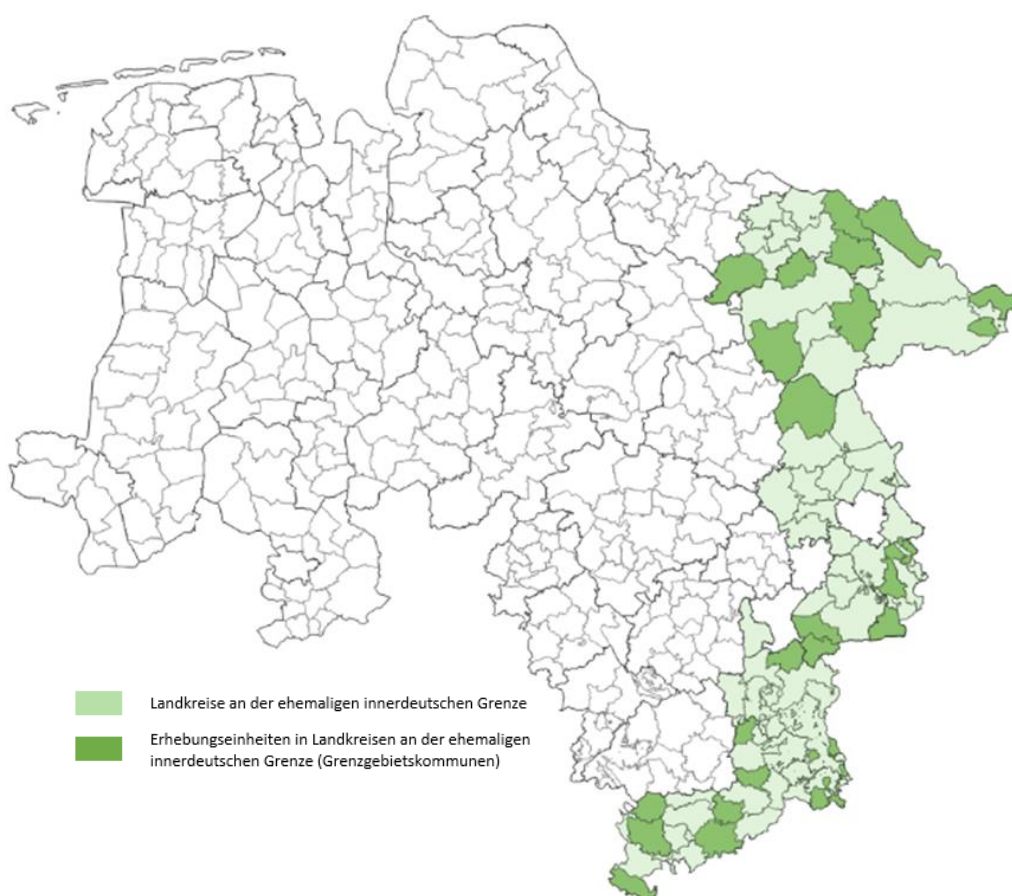 Landkreise an der ehemaligen innerdeutschen Grenze
Erhebungseinheiten in Landkreisen an der ehemaligen
innerdeutschen Grenze (Grenzgebietskommunen)